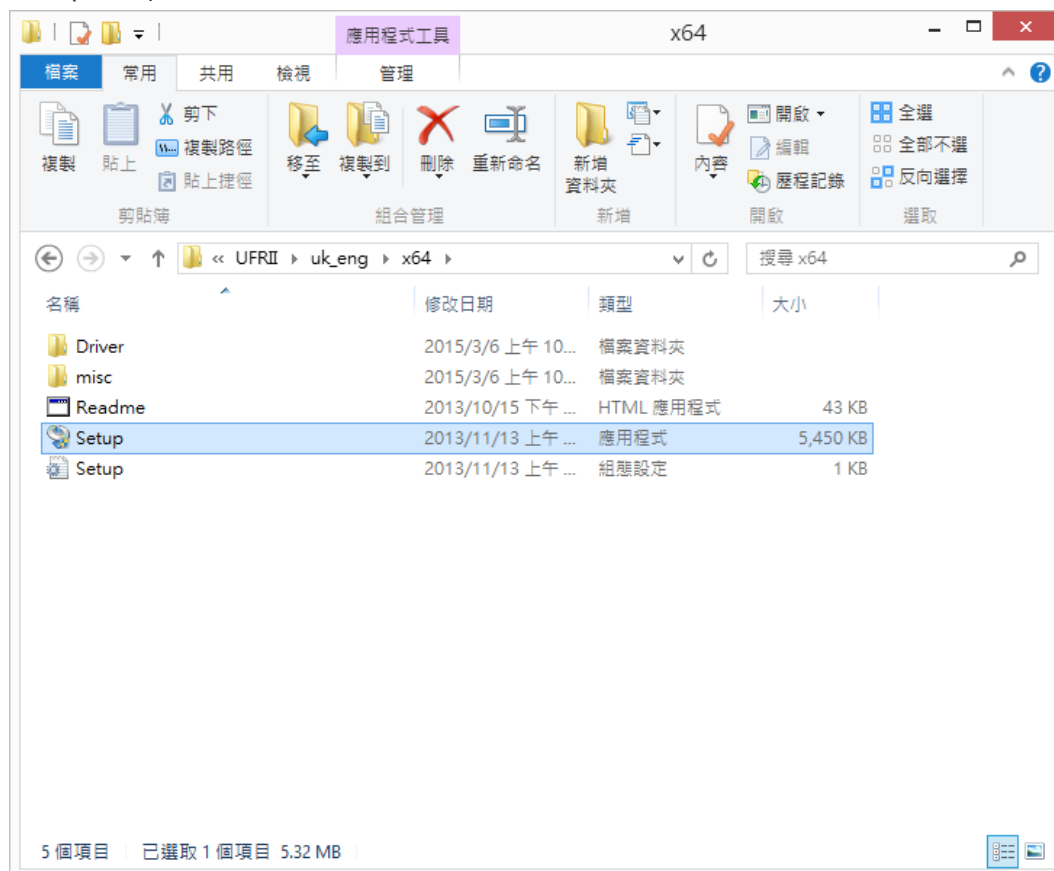 應用程式工具
x64
檔案 常用 共用 檢視 管理
複製
貼上
剪下
複製路徑
貼上捷徑
剪貼簿
移至
複製到
刪除
重新命名
組合管理
新增
資料夾
新增
內容
開啟
編輯
歷程記錄
開啟
全選
全部不選
反向選擇
選取
« UFRII uk_eng x64
搜尋 x64
名稱 修改日期 類型 大小
Driver 2015/3/6 上午 10... 檔案資料夾
misc 2015/3/6 上午 10... 檔案資料夾
Readme 2013/10/15 下午 ... HTML 應用程式 43 KB
Setup 2013/11/13 上午 ... 應用程式 5,450 KB
Setup 2013/11/13 上午 ... 組態設定 1 KB
5 個項目 已選取 1 個項目 5.32 MB